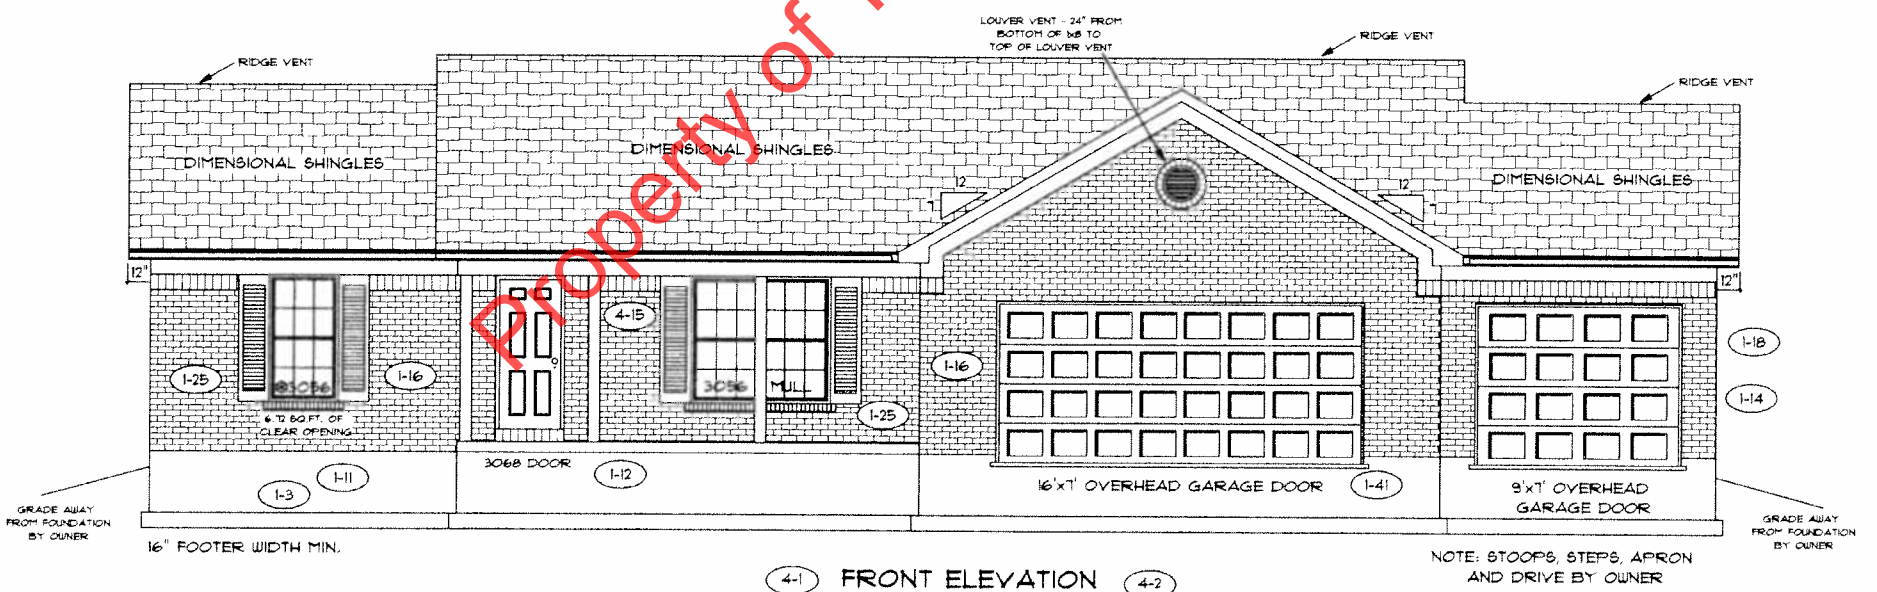 LOUVER VENT - 24" FROM
BOTTOM OF 1x8 TO
TOP OF LOUVER VENT
RIDGE VENT
RIDGE VENT
RIDGE VENT
Property of
DIMENSIONAL SHINGLES
DIMENSIONAL SHINGLES
DIMENSIONAL SHINGLES
12
7
12
7
12"
12"
4-15
1-25
1-16
3056
3056 MULL
1-25
1-16
1-18
1-14
6.72 SQ.FT. OF
CLEAR OPENING
3068 DOOR
1-12
1-11
1-3
16'x7' OVERHEAD GARAGE DOOR
1-41
9'x7' OVERHEAD
GARAGE DOOR
GRADE AWAY
FROM FOUNDATION
BY OWNER
GRADE AWAY
FROM FOUNDATION
BY OWNER
16" FOOTER WIDTH MIN.
NOTE: STOOPS, STEPS, APRON
AND DRIVE BY OWNER
4-1 FRONT ELEVATION 4-2